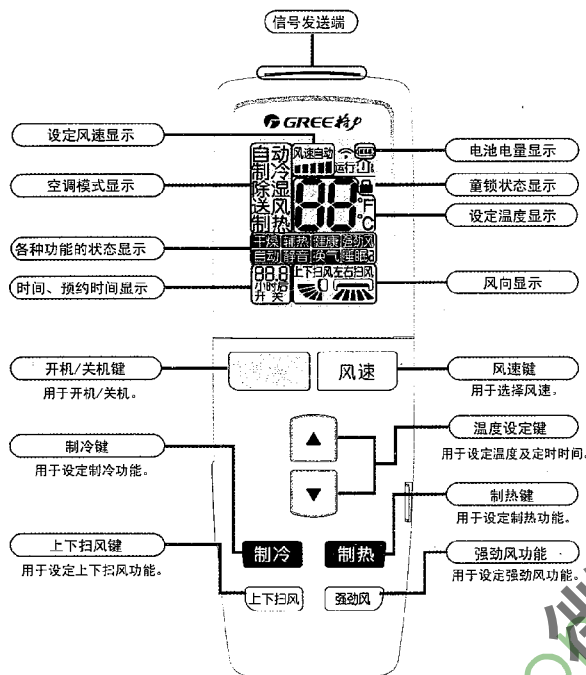 信号发送端
GREE格力
设定风速显示
空调模式显示
各种功能的状态显示
时间、预约时间显示
电池电量显示
童锁状态显示
设定温度显示
风向显示
自动
制冷
除湿
送风
制热
风速自动
运行
88
°F
°C
干燥 辅热 健康 强劲风
自动 静音 换气 睡眠
88.8
小时后
开 关
上下扫风 左右扫风
开机/关机键
用于开机/关机。
风速
风速键
用于选择风速。
温度设定键
用于设定温度及定时时间。
制冷键
用于设定制冷功能。
制热键
用于设定制热功能。
制冷
制热
上下扫风键
用于设定上下扫风功能。
强劲风功能
用于设定强劲风功能。
上下扫风
强劲风